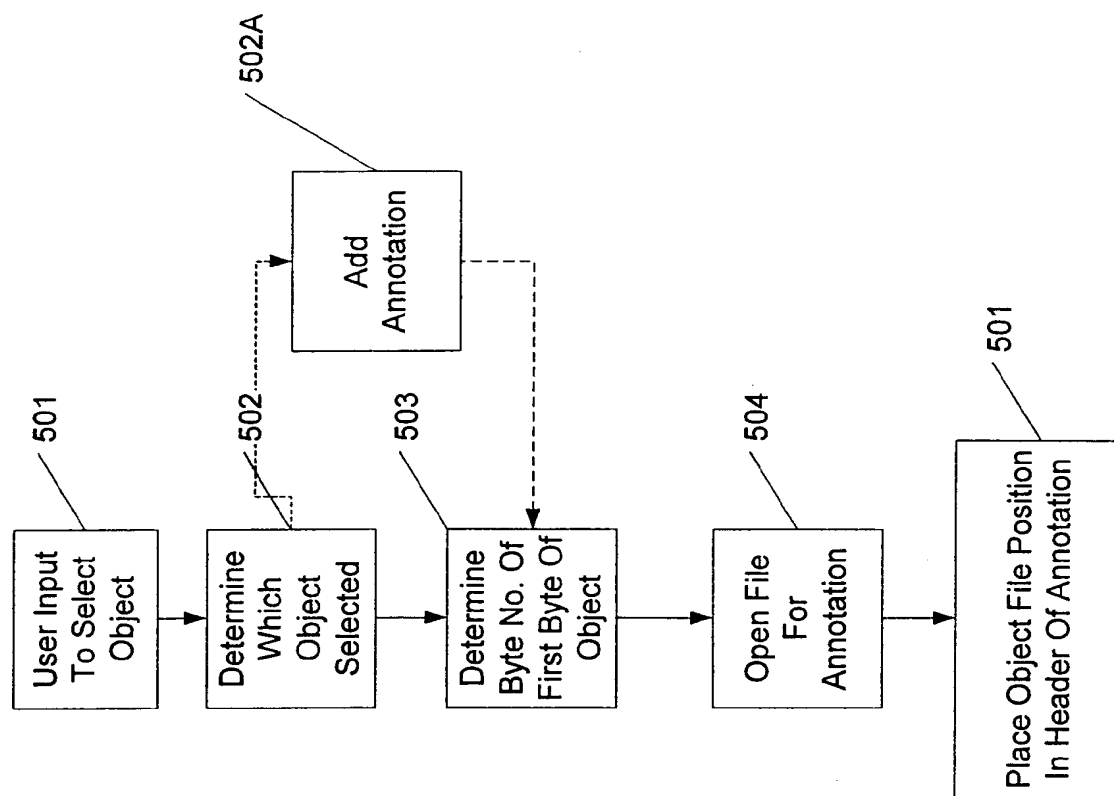 501
User Input
To Select
Object
502
Determine
Which
Object
Selected
502A
Add
Annotation
503
Determine
Byte No. Of
First Byte Of
Object
504
Open File
For
Annotation
501
Place Object File Position
In Header Of Annotation